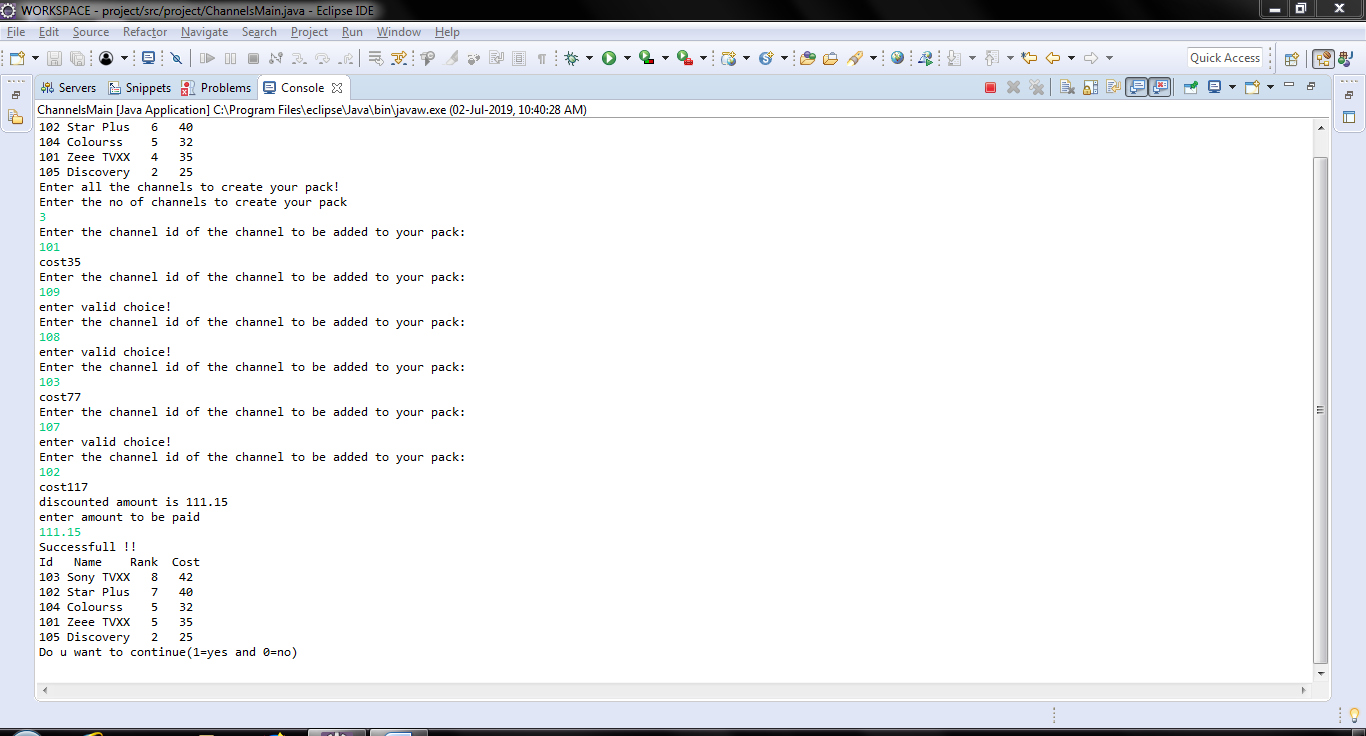 WORKSPACE - project/src/project/ChannelsMain.java - Eclipse IDE
File Edit Source Refactor Navigate Search Project Run Window Help
Quick Access
Servers Snippets Problems Console
ChannelsMain [Java Application] C:\Program Files\eclipse\Java\bin\javaw.exe (02-Jul-2019, 10:40:28 AM)
102 Star Plus   6   40
104 Colourss    5   32
101 Zeee TVXX   4   35
105 Discovery   2   25
Enter all the channels to create your pack!
Enter the no of channels to create your pack
3
Enter the channel id of the channel to be added to your pack:
101
cost35
Enter the channel id of the channel to be added to your pack:
109
enter valid choice!
Enter the channel id of the channel to be added to your pack:
108
enter valid choice!
Enter the channel id of the channel to be added to your pack:
103
cost77
Enter the channel id of the channel to be added to your pack:
107
enter valid choice!
Enter the channel id of the channel to be added to your pack:
102
cost117
discounted amount is 111.15
enter amount to be paid
111.15
Successfull !!
Id   Name    Rank  Cost
103 Sony TVXX   8   42
102 Star Plus   7   40
104 Colourss    5   32
101 Zeee TVXX   5   35
105 Discovery   2   25
Do u want to continue(1=yes and 0=no)